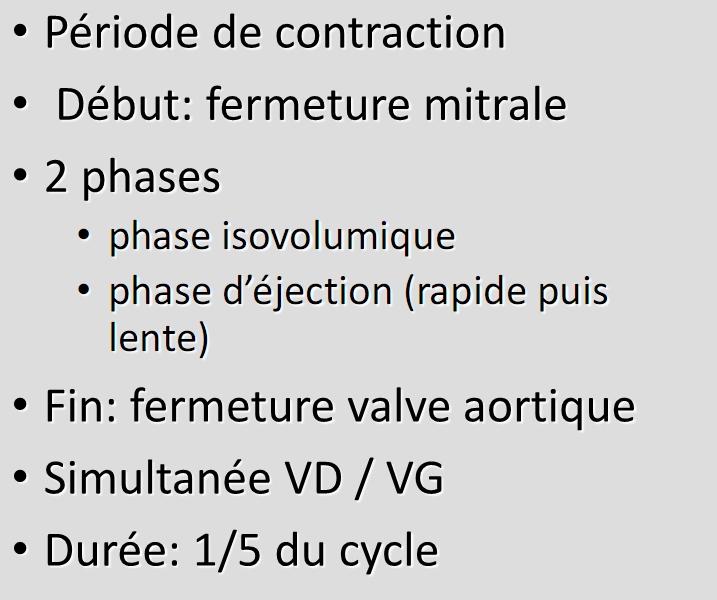 • Période de contraction
• Début: fermeture mitrale
• 2 phases
• phase isovolumique
• phase d’éjection (rapide puis
lente)
• Fin: fermeture valve aortique
• Simultanée VD / VG
• Durée: 1/5 du cycle